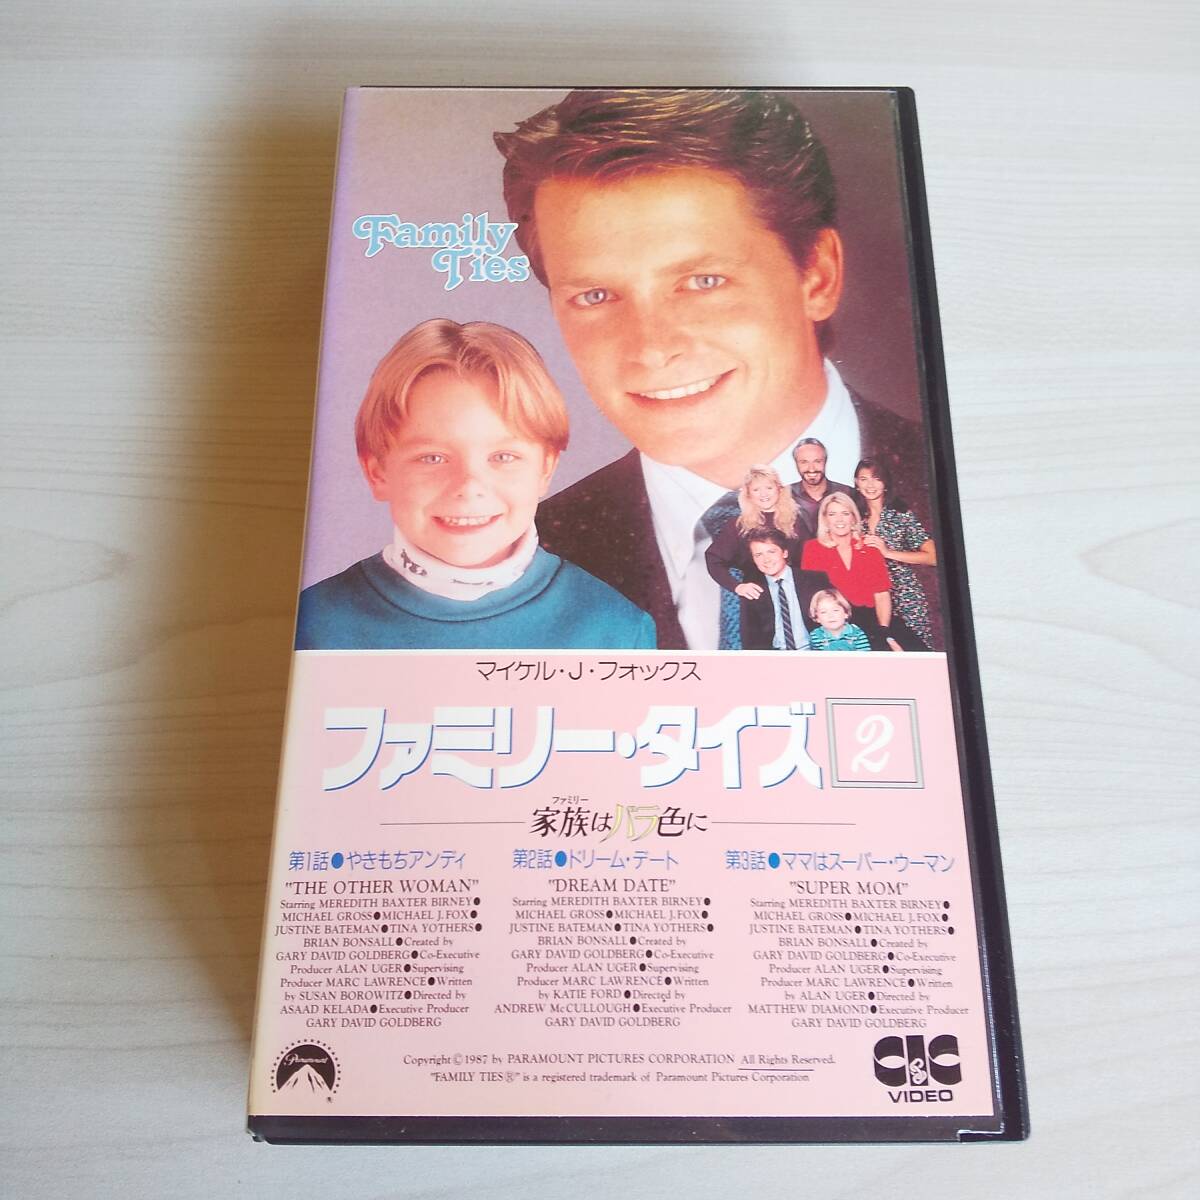 Family
Ties
マイケル・J・フォックス
ファミリー・タイズ 2
ファミリー
家族はバラ色に
第1話●やきもちアンディ
"THE OTHER WOMAN"
Starring MEREDITH BAXTER BIRNEY●
MICHAEL GROSS●MICHAEL J. FOX●
JUSTINE BATEMAN●TINA YOTHERS●
BRIAN BONSALL●Created by
GARY DAVID GOLDBERG●Co-Executive
Producer ALAN UGER●Supervising
Producer MARC LAWRENCE●Written
by SUSAN BOROWITZ●Directed by
ASAAD KELADA●Executive Producer
GARY DAVID GOLDBERG
第2話●ドリーム・デート
"DREAM DATE"
Starring MEREDITH BAXTER BIRNEY●
MICHAEL GROSS●MICHAEL J. FOX●
JUSTINE BATEMAN●TINA YOTHERS●
BRIAN BONSALL●Created by
GARY DAVID GOLDBERG●Co-Executive
Producer ALAN UGER●Supervising
Producer MARC LAWRENCE●Written
by KATIE FORD●Directed by
ANDREW McCULLOUGH●Executive Producer
GARY DAVID GOLDBERG
第3話●ママはスーパー・ウーマン
"SUPER MOM"
Starring MEREDITH BAXTER BIRNEY●
MICHAEL GROSS●MICHAEL J. FOX●
JUSTINE BATEMAN●TINA YOTHERS●
BRIAN BONSALL●Created by
GARY DAVID GOLDBERG●Co-Executive
Producer ALAN UGER●Supervising
Producer MARC LAWRENCE●Written
by ALAN UGER●Directed by
MATTHEW DIAMOND●Executive Producer
GARY DAVID GOLDBERG
Paramount
®
Copyright ©1987 by PARAMOUNT PICTURES CORPORATION All Rights Reserved.
"FAMILY TIES®" is a registered trademark of Paramount Pictures Corporation
CIC
VIDEO